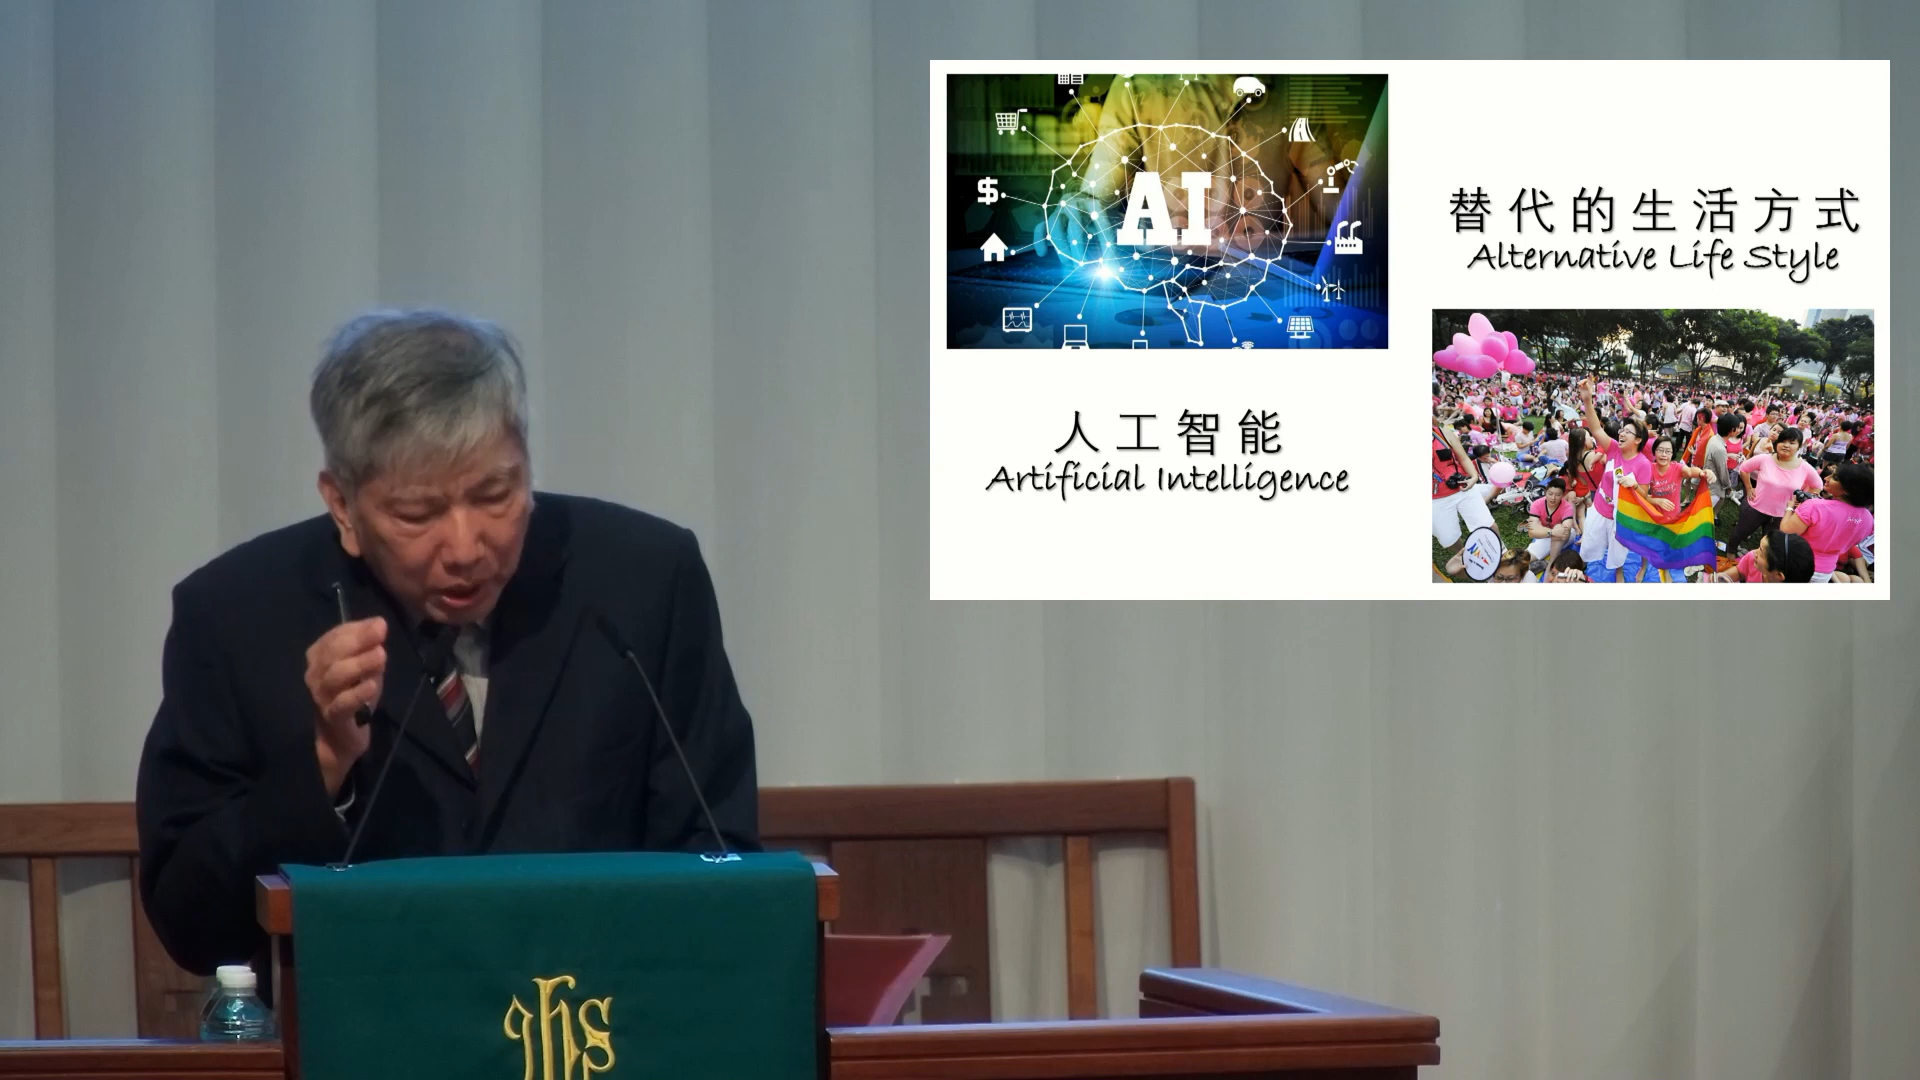 AI
人工智能
Artificial Intelligence
替代的生活方式
Alternative Life Style
IHS